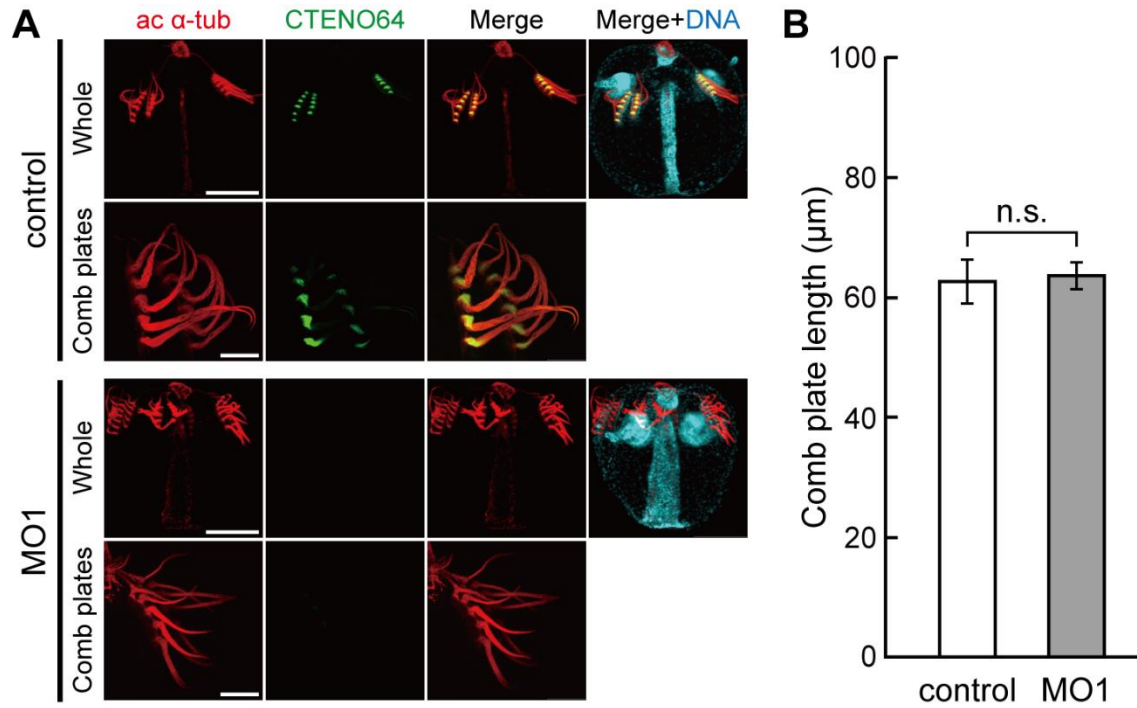 A
ac α-tub CTENO64 Merge Merge+DNA
control
Whole
Comb plates
MO1
Whole
Comb plates
B
Comb plate length (µm)
100
80
60
40
20
0
n.s.
control MO1